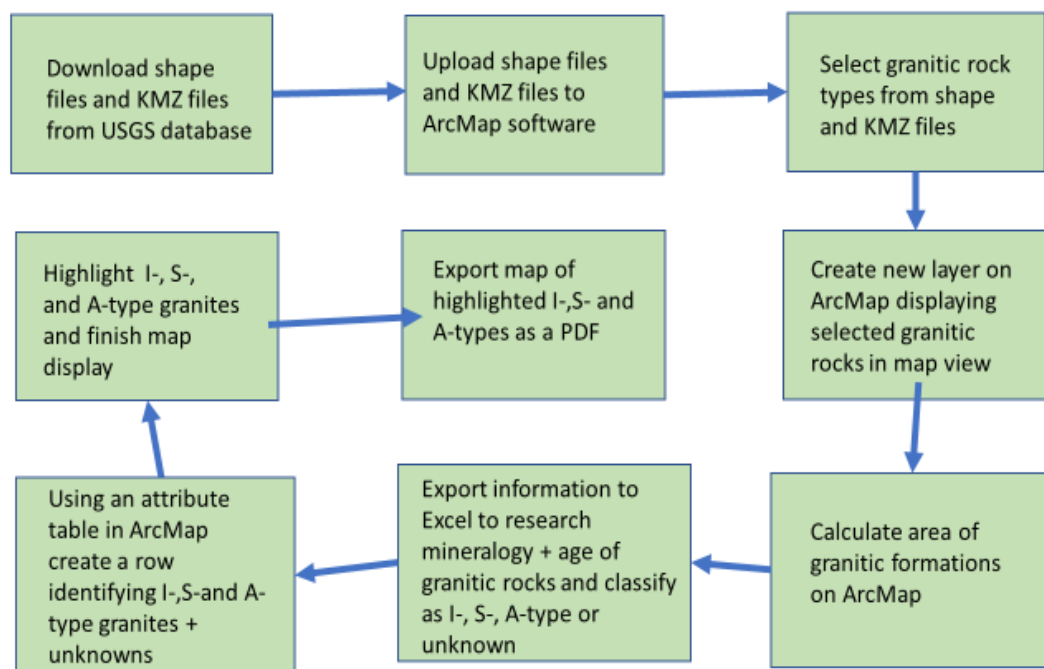 Download shape
files and KMZ files
from USGS database
Upload shape files
and KMZ files to
ArcMap software
Select granitic rock
types from shape
and KMZ files
Create new layer on
ArcMap displaying
selected granitic
rocks in map view
Calculate area of
granitic formations
on ArcMap
Export information to
Excel to research
mineralogy + age of
granitic rocks and classify
as I-, S-, A-type or
unknown
Using an attribute
table in ArcMap
create a row
identifying I-,S-and A-
type granites +
unknowns
Highlight I-, S-,
and A-type granites
and finish map
display
Export map of
highlighted I-,S- and
A-types as a PDF